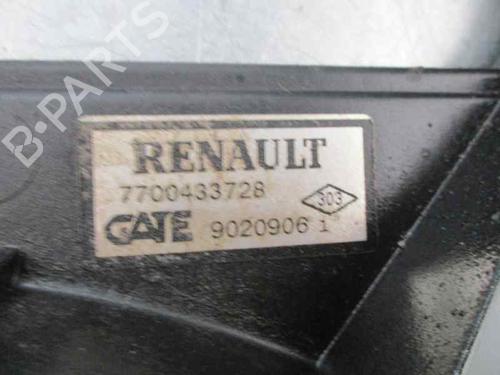 RENAULT
7700433728
303
GATE 9020906 1
B-PARTS